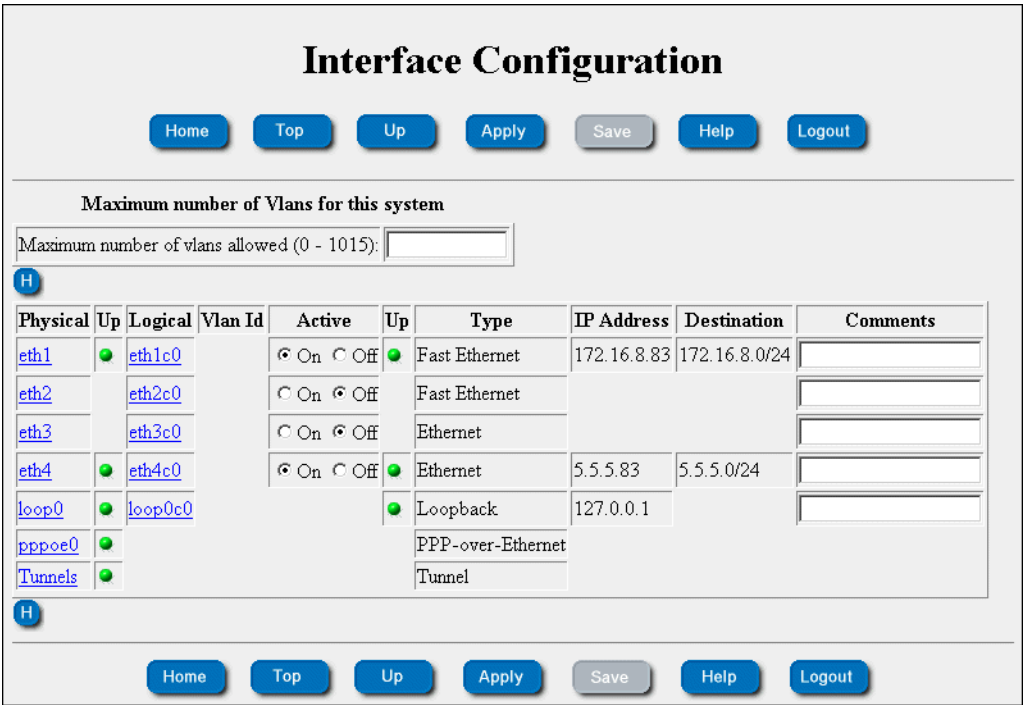 Interface Configuration
Home Top Up Apply Save Help Logout
Maximum number of Vlans for this system
Maximum number of vlans allowed (0 - 1015):
H
Physical Up Logical Vlan Id Active Up Type IP Address Destination Comments
eth1 eth1c0 On Off Fast Ethernet 172.16.8.83 172.16.8.0/24
eth2 eth2c0 On Off Fast Ethernet
eth3 eth3c0 On Off Ethernet
eth4 eth4c0 On Off Ethernet 5.5.5.83 5.5.5.0/24
loop0 loop0c0 Loopback 127.0.0.1
pppoe0 PPP-over-Ethernet
Tunnels Tunnel
H
Home Top Up Apply Save Help Logout